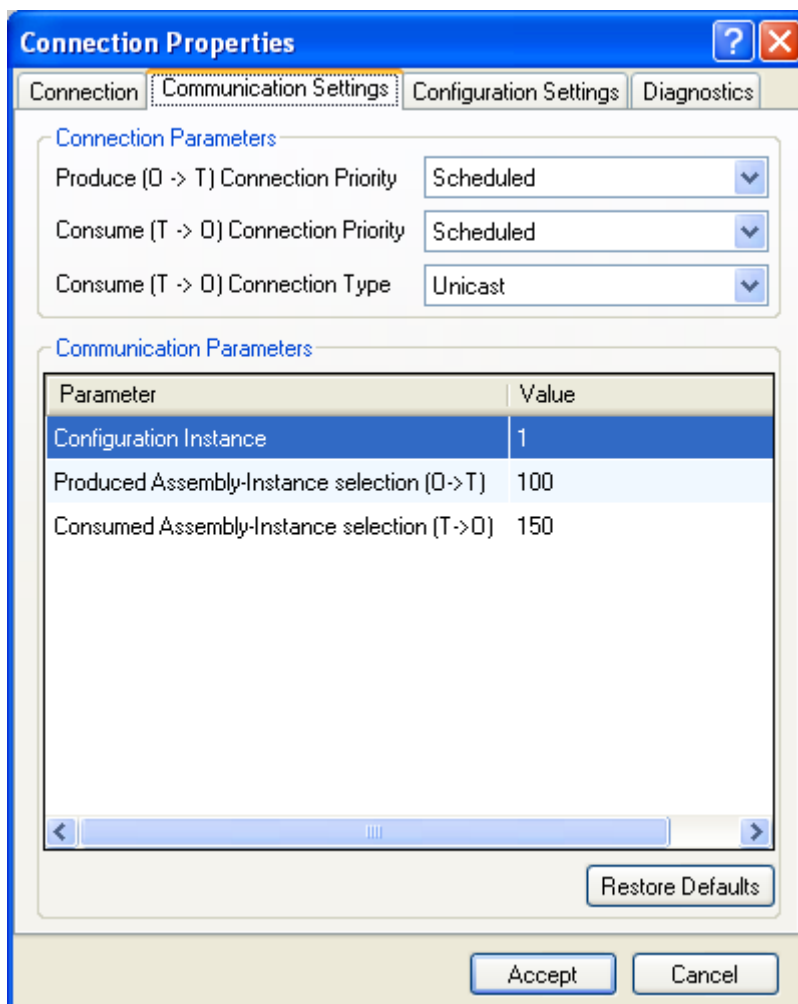 Connection Properties
Connection Communication Settings Configuration Settings Diagnostics
Connection Parameters
Produce (O -> T) Connection Priority Scheduled
Consume (T -> O) Connection Priority Scheduled
Consume (T -> O) Connection Type Unicast
Communication Parameters
Parameter Value
Configuration Instance 1
Produced Assembly-Instance selection (O->T) 100
Consumed Assembly-Instance selection (T->O) 150
Restore Defaults
Accept Cancel